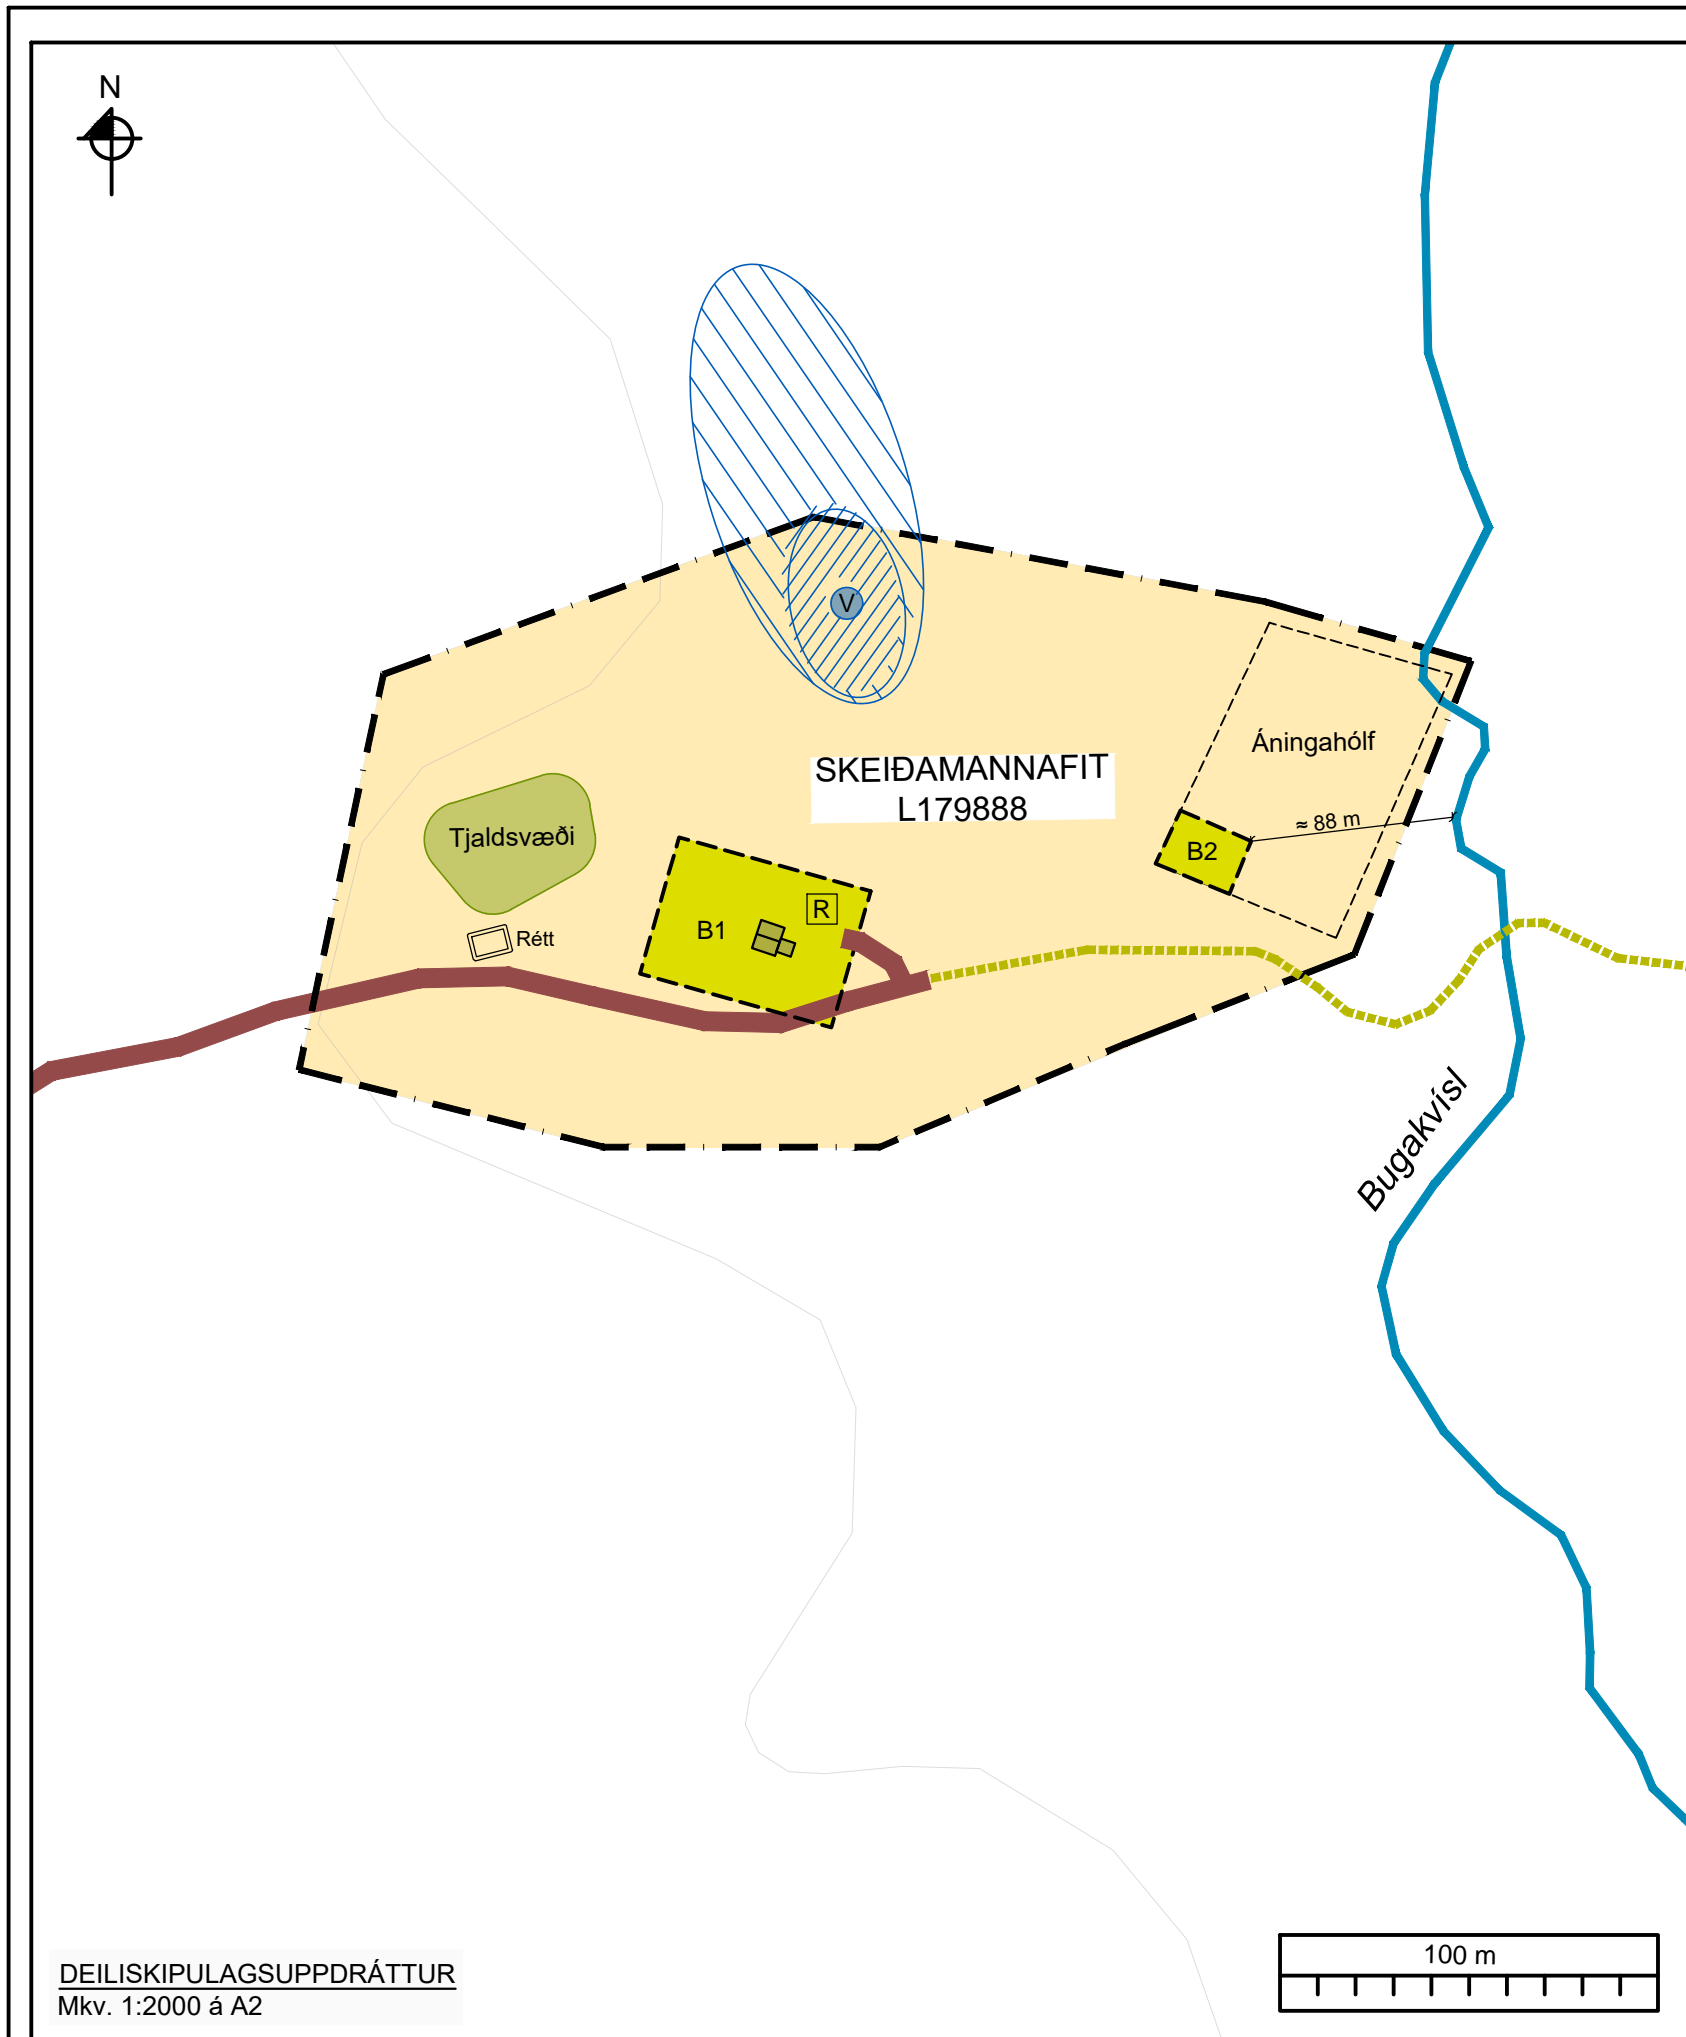 N
V
SKEIÐAMANNAFIT
L179888
Áningahólf
≈ 88 m
B2
Tjaldsvæði
R
B1
Rétt
Bugakvísl
DEILISKIPULAGSUPPDRÁTTUR
Mkv. 1:2000 á A2
100 m